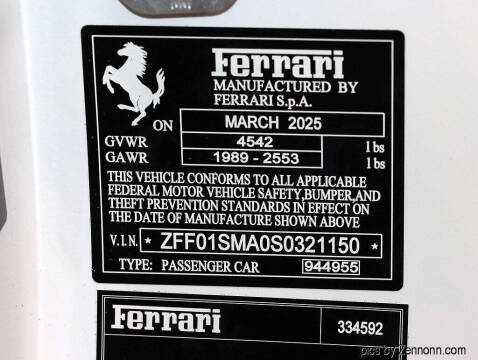 Ferrari
MANUFACTURED BY
FERRARI S.p.A.
ON MARCH 2025
GVWR 4542 lbs
GAWR 1989 - 2553 lbs
THIS VEHICLE CONFORMS TO ALL APPLICABLE
FEDERAL MOTOR VEHICLE SAFETY,BUMPER,AND
THEFT PREVENTION STANDARDS IN EFFECT ON
THE DATE OF MANUFACTURE SHOWN ABOVE
V.I.N. * ZFF01SMA0S0321150 *
TYPE: PASSENGER CAR 944955
Ferrari 334592
pics by Zennonn.com